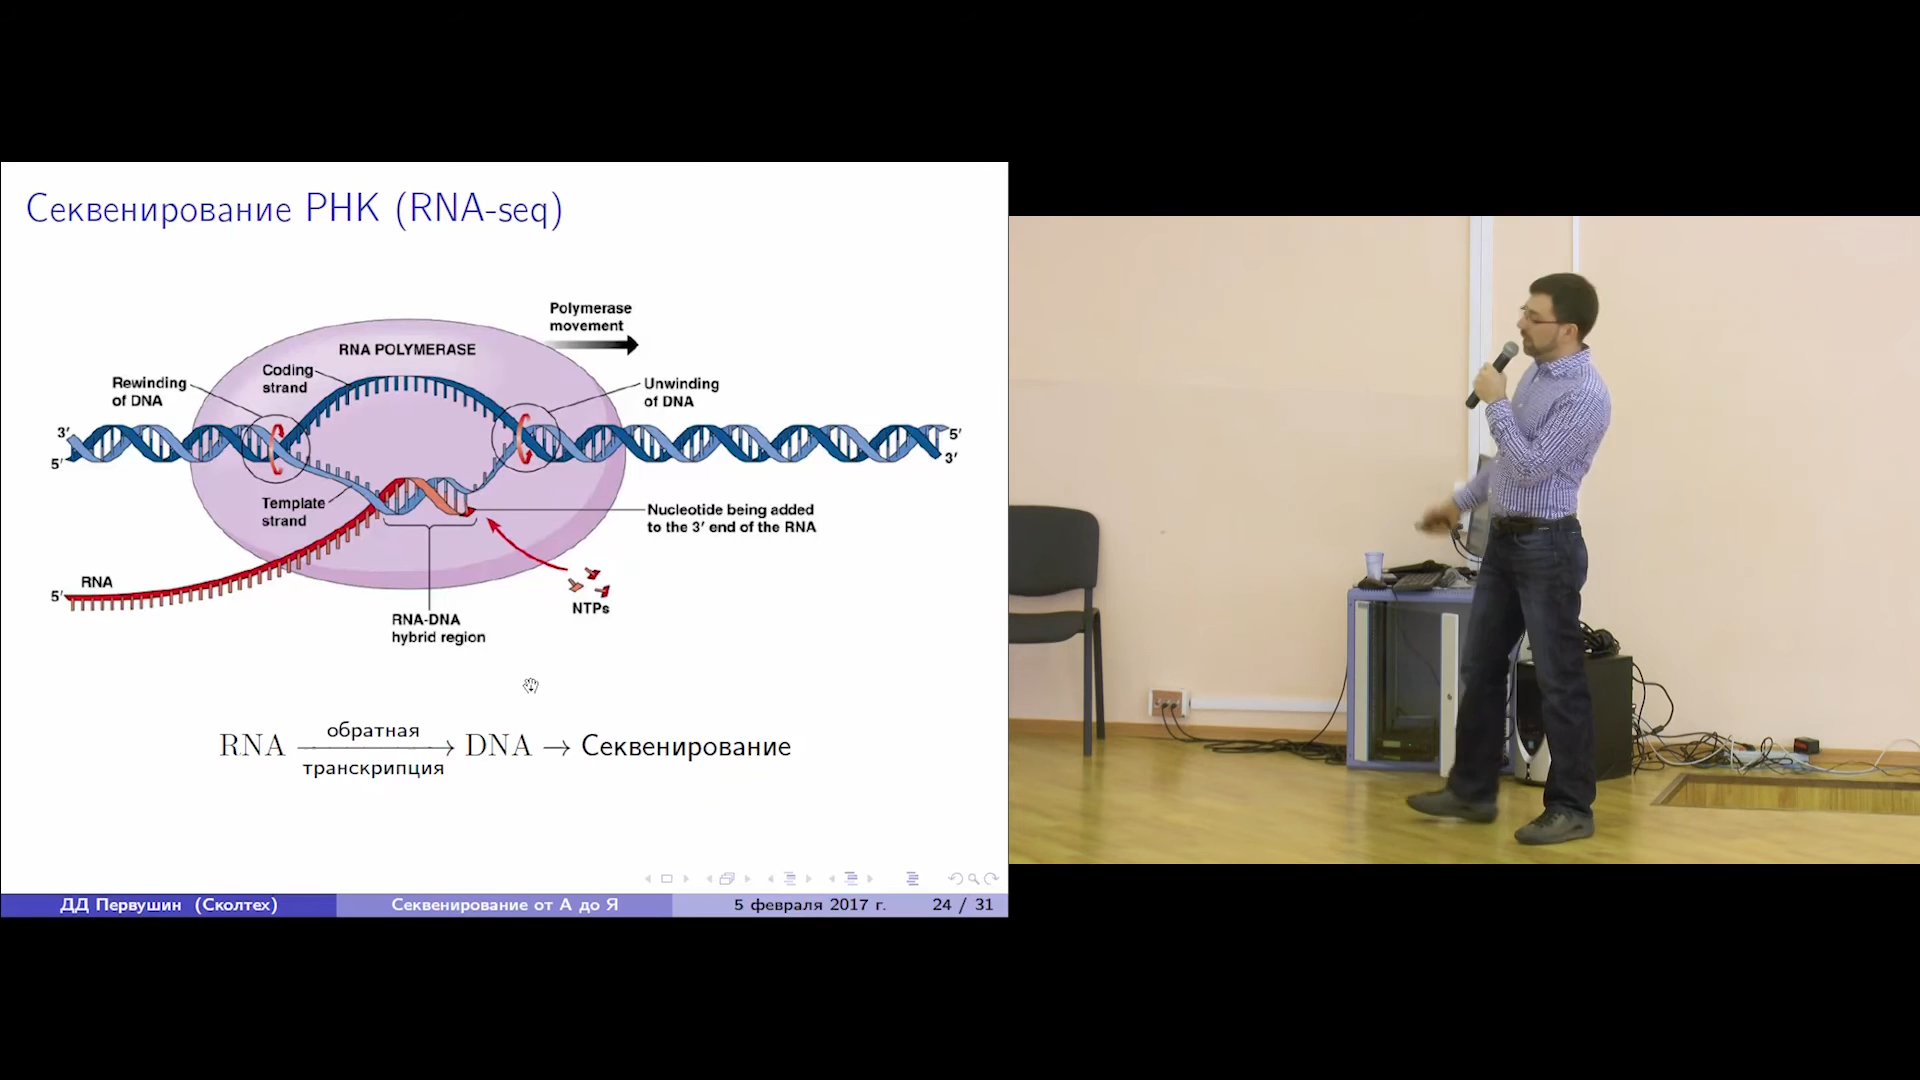 Секвенирование РНК (RNA-seq)
Polymerase
movement
RNA POLYMERASE
Coding
strand
Rewinding
of DNA
Unwinding
of DNA
3′
5′
5′
3′
Template
strand
Nucleotide being added
to the 3′ end of the RNA
RNA
5′
NTPs
RNA-DNA
hybrid region
обратная
RNA → DNA → Секвенирование
транскрипция
ДД Первушин (Сколтех) Секвенирование от А до Я 5 февраля 2017 г. 24 / 31